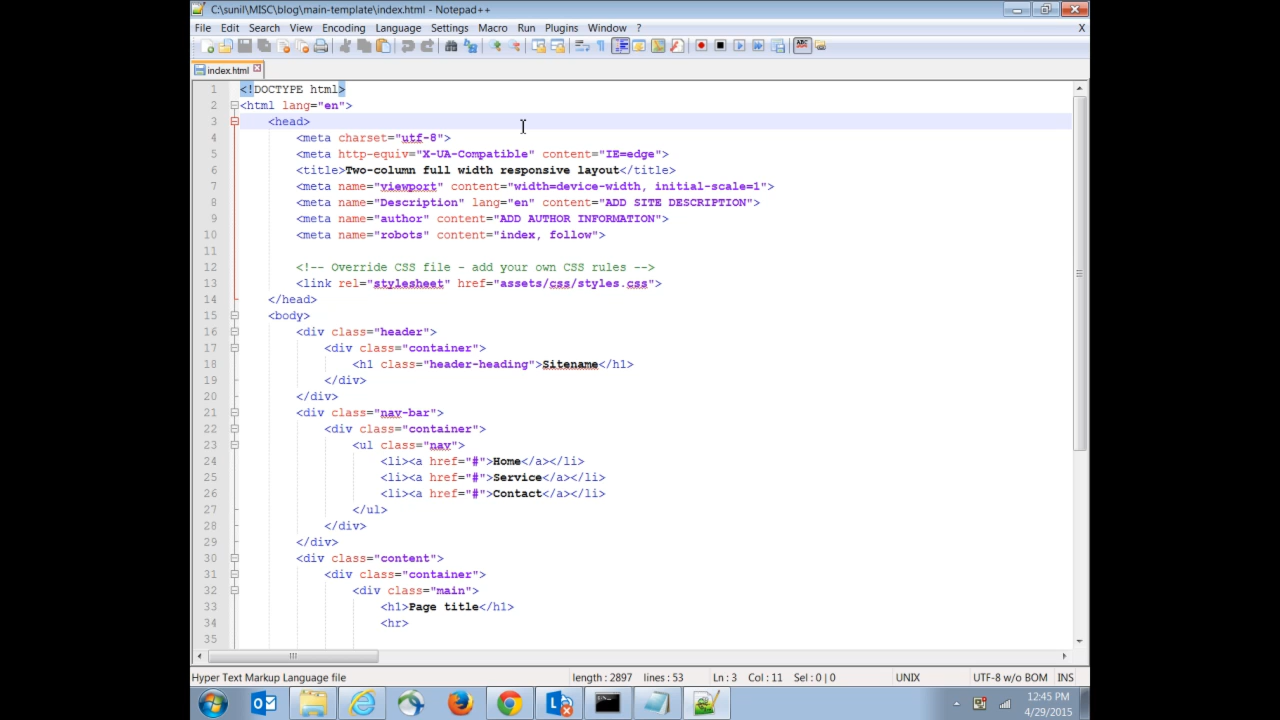 C:\sunil\MISC\blog\main-template\index.html - Notepad++
File Edit Search View Encoding Language Settings Macro Run Plugins Window ? X
index.html
1 <!DOCTYPE html>
2 <html lang="en">
3 <head>
4 <meta charset="utf-8">
5 <meta http-equiv="X-UA-Compatible" content="IE=edge">
6 <title>Two-column full width responsive layout</title>
7 <meta name="viewport" content="width=device-width, initial-scale=1">
8 <meta name="Description" lang="en" content="ADD SITE DESCRIPTION">
9 <meta name="author" content="ADD AUTHOR INFORMATION">
10 <meta name="robots" content="index, follow">
11
12 <!-- Override CSS file - add your own CSS rules -->
13 <link rel="stylesheet" href="assets/css/styles.css">
14 </head>
15 <body>
16 <div class="header">
17 <div class="container">
18 <h1 class="header-heading">Sitename</h1>
19 </div>
20 </div>
21 <div class="nav-bar">
22 <div class="container">
23 <ul class="nav">
24 <li><a href="#">Home</a></li>
25 <li><a href="#">Service</a></li>
26 <li><a href="#">Contact</a></li>
27 </ul>
28 </div>
29 </div>
30 <div class="content">
31 <div class="container">
32 <div class="main">
33 <h1>Page title</h1>
34 <hr>
35
Hyper Text Markup Language file length : 2897 lines : 53 Ln : 3 Col : 11 Sel : 0 | 0 UNIX UTF-8 w/o BOM INS
12:45 PM
4/29/2015